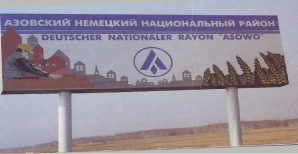 АЗОВСКИЙ НЕМЕЦКИЙ НАЦИОНАЛЬНЫЙ РАЙОН
DEUTSCHER NATIONALER RAYON "ASOWO"